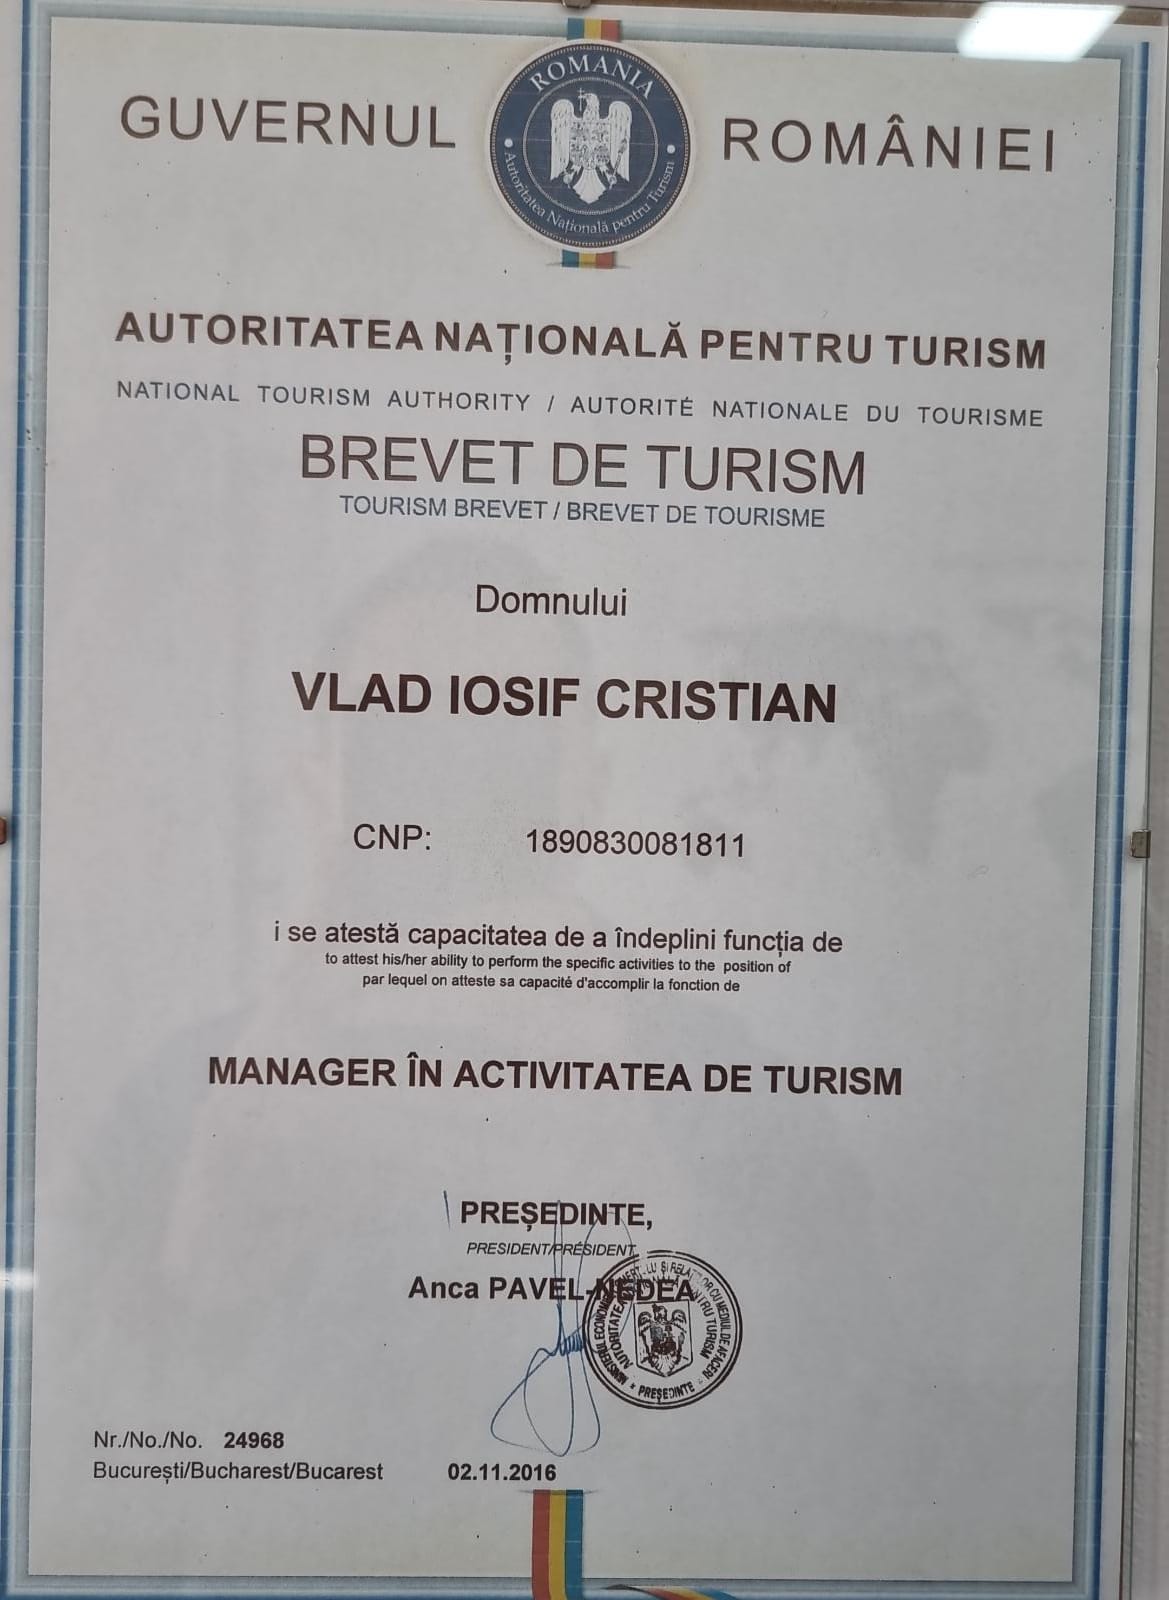 GUVERNUL ROMÂNIEI
ROMANIA
Autoritatea Națională pentru Turism
AUTORITATEA NAȚIONALĂ PENTRU TURISM
NATIONAL TOURISM AUTHORITY / AUTORITÉ NATIONALE DU TOURISME
BREVET DE TURISM
TOURISM BREVET / BREVET DE TOURISME
Domnului
VLAD IOSIF CRISTIAN
CNP: 1890830081811
i se atestă capacitatea de a îndeplini funcția de
to attest his/her ability to perform the specific activities to the position of
par lequel on atteste sa capacité d'accomplir la fonction de
MANAGER ÎN ACTIVITATEA DE TURISM
PREȘEDINTE,
PRESIDENT/PRÉSIDENT
Anca PAVEL-NEDEA
AUTORITATEA NAȚIONALĂ PENTRU TURISM
PREȘEDINTE
Nr./No./No. 24968
București/Bucharest/Bucarest 02.11.2016